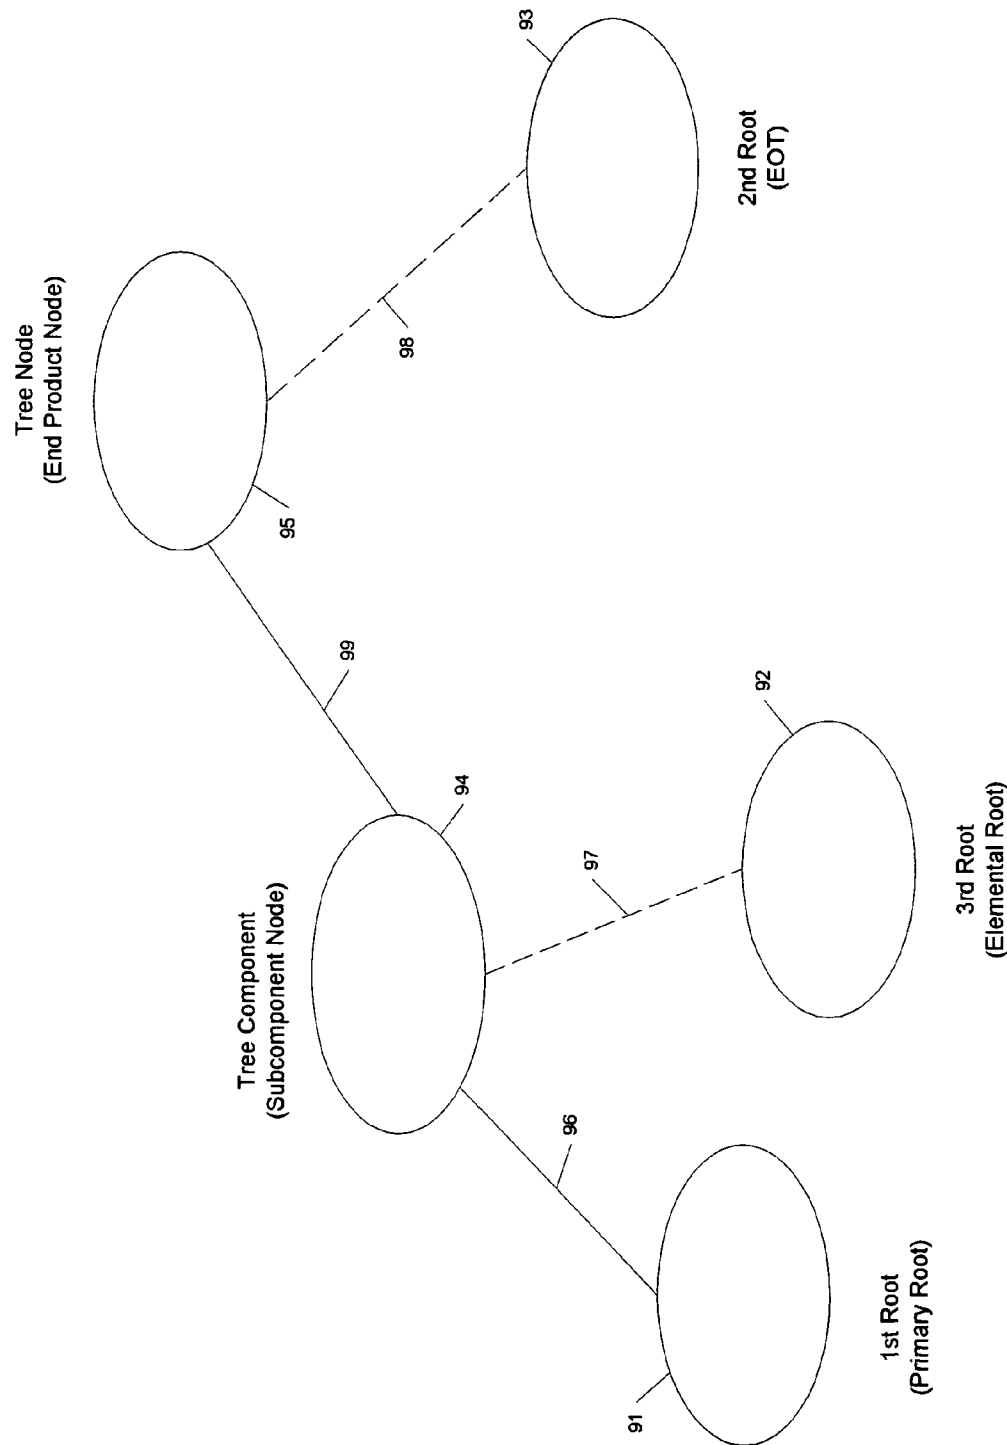 Tree Node
(End Product Node)
95
98
93
2nd Root
(EOT)
99
Tree Component
(Subcomponent Node)
94
97
92
3rd Root
(Elemental Root)
96
91
1st Root
(Primary Root)